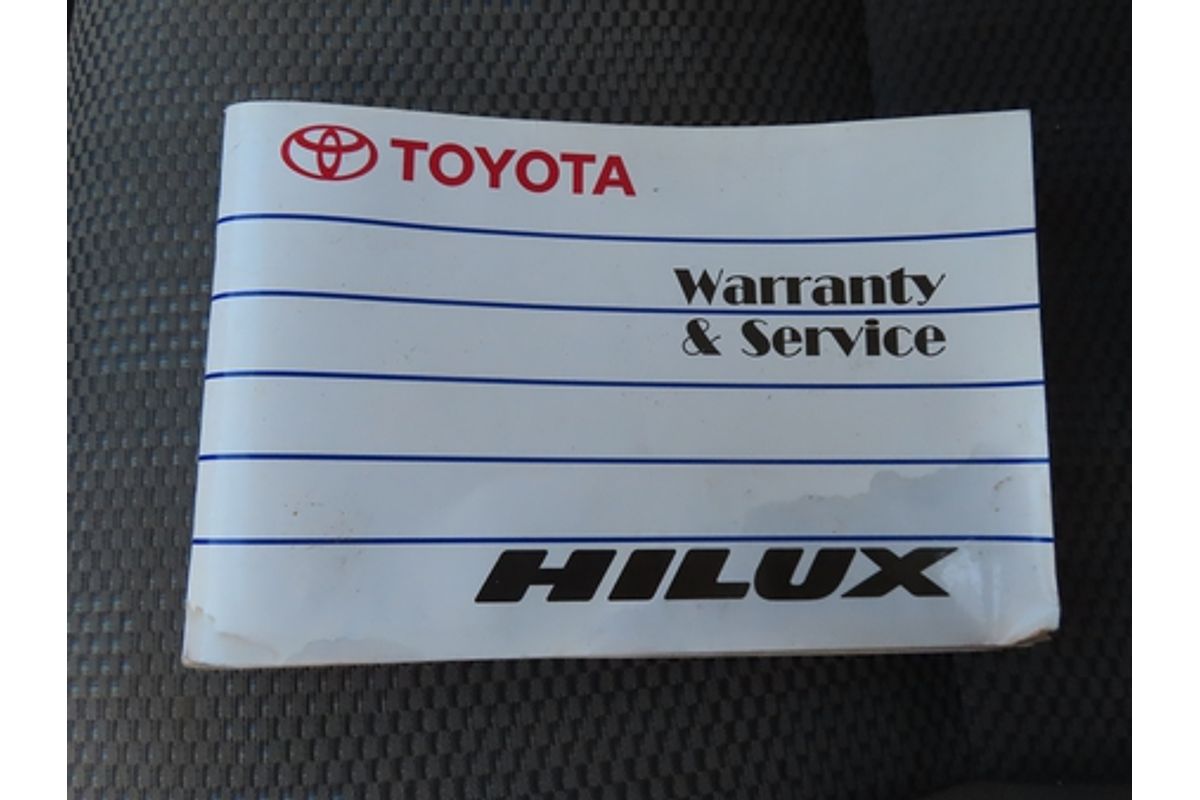 TOYOTA
Warranty
& Service
HILUX